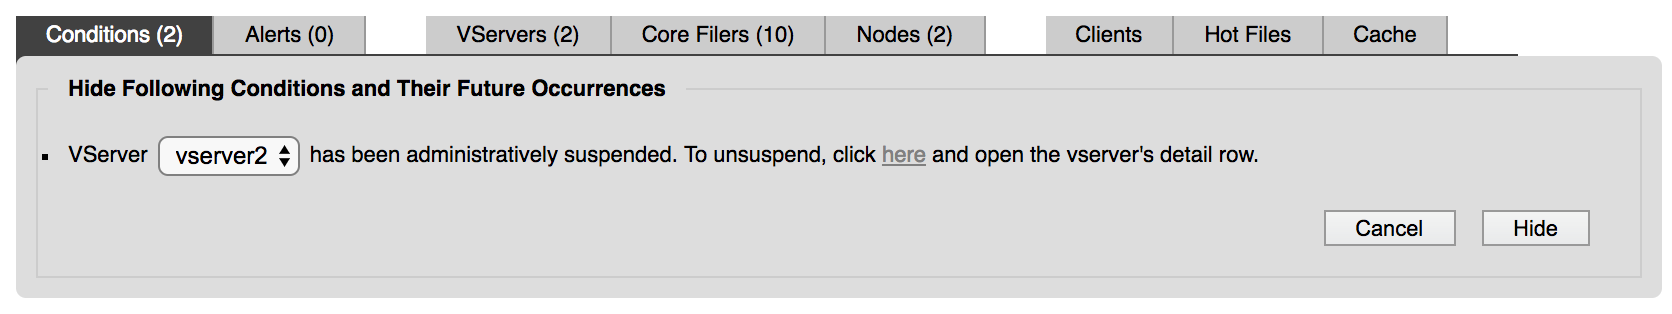 Conditions (2) Alerts (0) VServers (2) Core Filers (10) Nodes (2) Clients Hot Files Cache
Hide Following Conditions and Their Future Occurrences
VServer vserver2 has been administratively suspended. To unsuspend, click here and open the vserver's detail row.
Cancel Hide